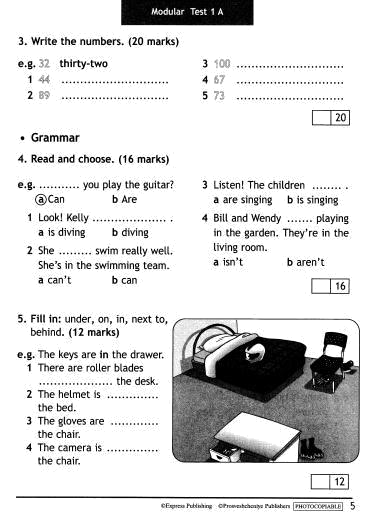 Modular Test 1 A
3. Write the numbers. (20 marks)
e.g. 32 thirty-two
3 100 ..............................
1 44 ..............................
4 67 ..............................
2 89 ..............................
5 73 ..............................
20
• Grammar
4. Read and choose. (16 marks)
e.g. ........... you play the guitar?
a Can b Are
1 Look! Kelly .................... .
a is diving b diving
2 She ......... swim really well.
She's in the swimming team.
a can't b can
3 Listen! The children ........ .
a are singing b is singing
4 Bill and Wendy ....... playing
in the garden. They're in the
living room.
a isn't b aren't
16
5. Fill in: under, on, in, next to,
behind. (12 marks)
e.g. The keys are in the drawer.
1 There are roller blades
.................... the desk.
2 The helmet is ..............
the bed.
3 The gloves are .............
the chair.
4 The camera is ..............
the chair.
12
©Express Publishing ©Prosveshcheniye Publishers PHOTOCOPIABLE 5